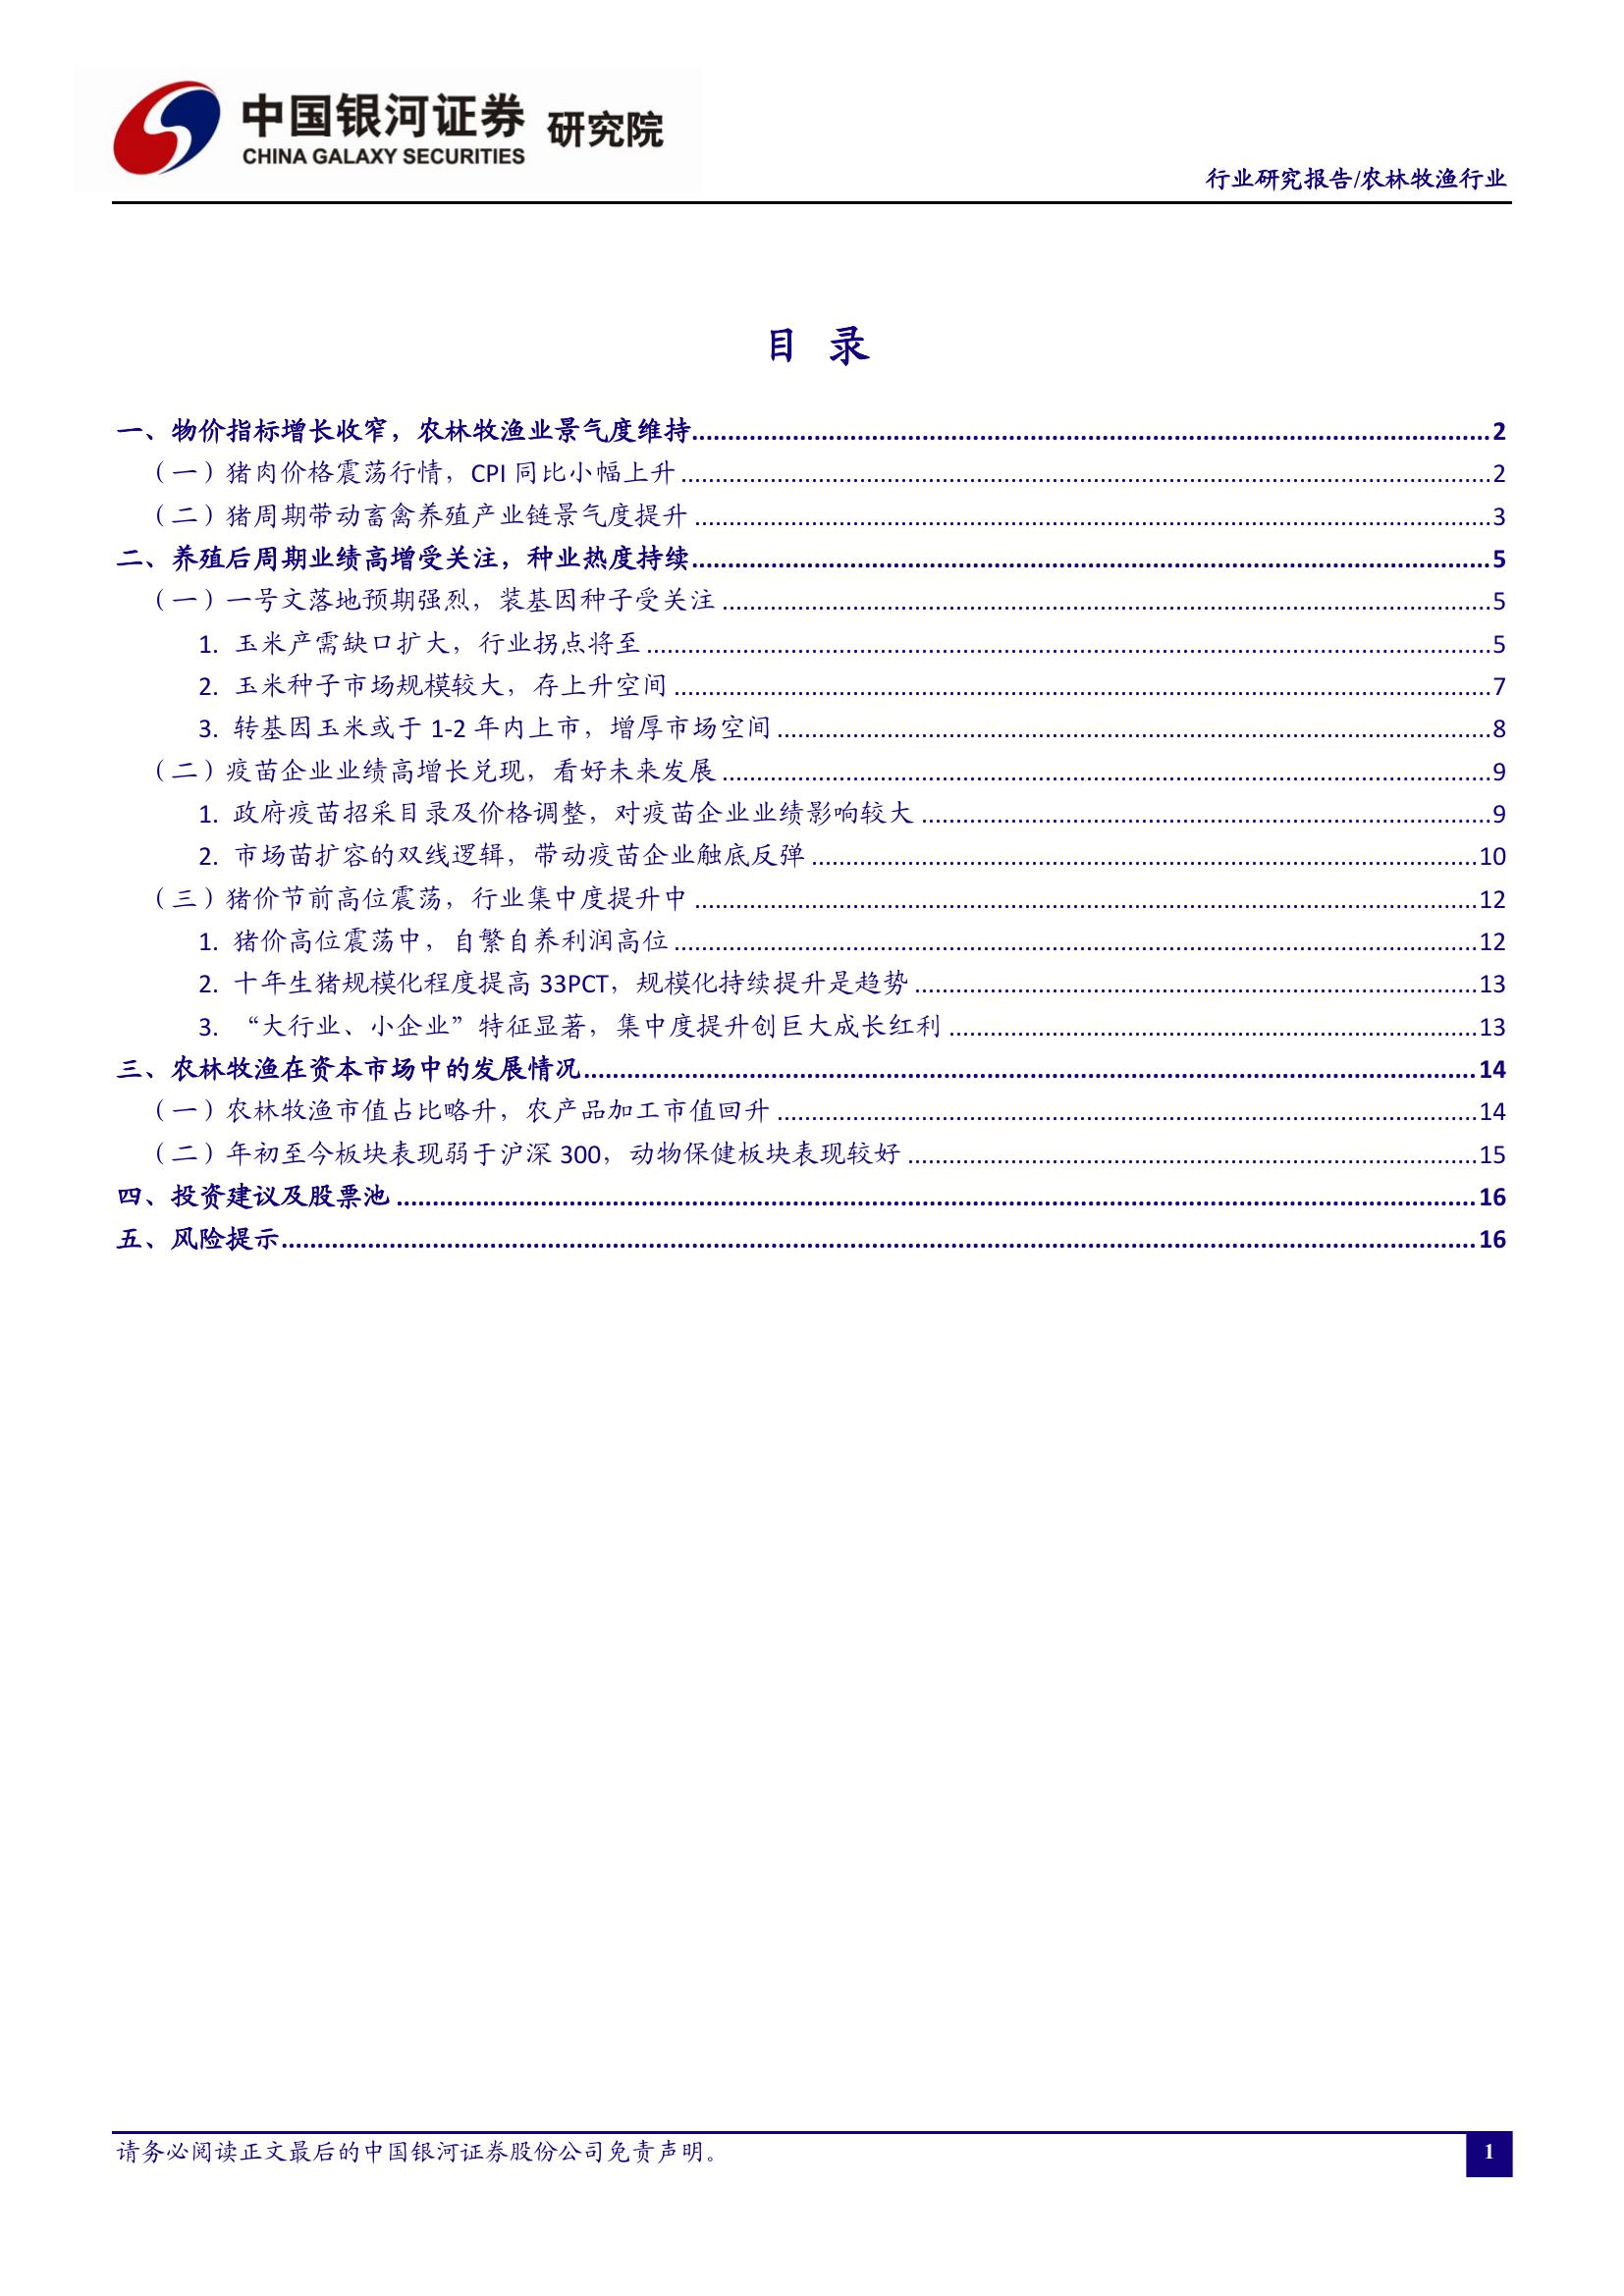 中国银河证券 研究院
CHINA GALAXY SECURITIES
行业研究报告/农林牧渔行业
目 录
一、物价指标增长收窄，农林牧渔业景气度维持........2
（一）猪肉价格震荡行情，CPI 同比小幅上升........2
（二）猪周期带动畜禽养殖产业链景气度提升........3
二、养殖后周期业绩高增受关注，种业热度持续........5
（一）一号文落地预期强烈，装基因种子受关注........5
1. 玉米产需缺口扩大，行业拐点将至........5
2. 玉米种子市场规模较大，存上升空间........7
3. 转基因玉米或于 1-2 年内上市，增厚市场空间........8
（二）疫苗企业业绩高增长兑现，看好未来发展........9
1. 政府疫苗招采目录及价格调整，对疫苗企业业绩影响较大........9
2. 市场苗扩容的双线逻辑，带动疫苗企业触底反弹........10
（三）猪价节前高位震荡，行业集中度提升中........12
1. 猪价高位震荡中，自繁自养利润高位........12
2. 十年生猪规模化程度提高 33PCT，规模化持续提升是趋势........13
3. “大行业、小企业”特征显著，集中度提升创巨大成长红利........13
三、农林牧渔在资本市场中的发展情况........14
（一）农林牧渔市值占比略升，农产品加工市值回升........14
（二）年初至今板块表现弱于沪深 300，动物保健板块表现较好........15
四、投资建议及股票池........16
五、风险提示........16
请务必阅读正文最后的中国银河证券股份公司免责声明。
1